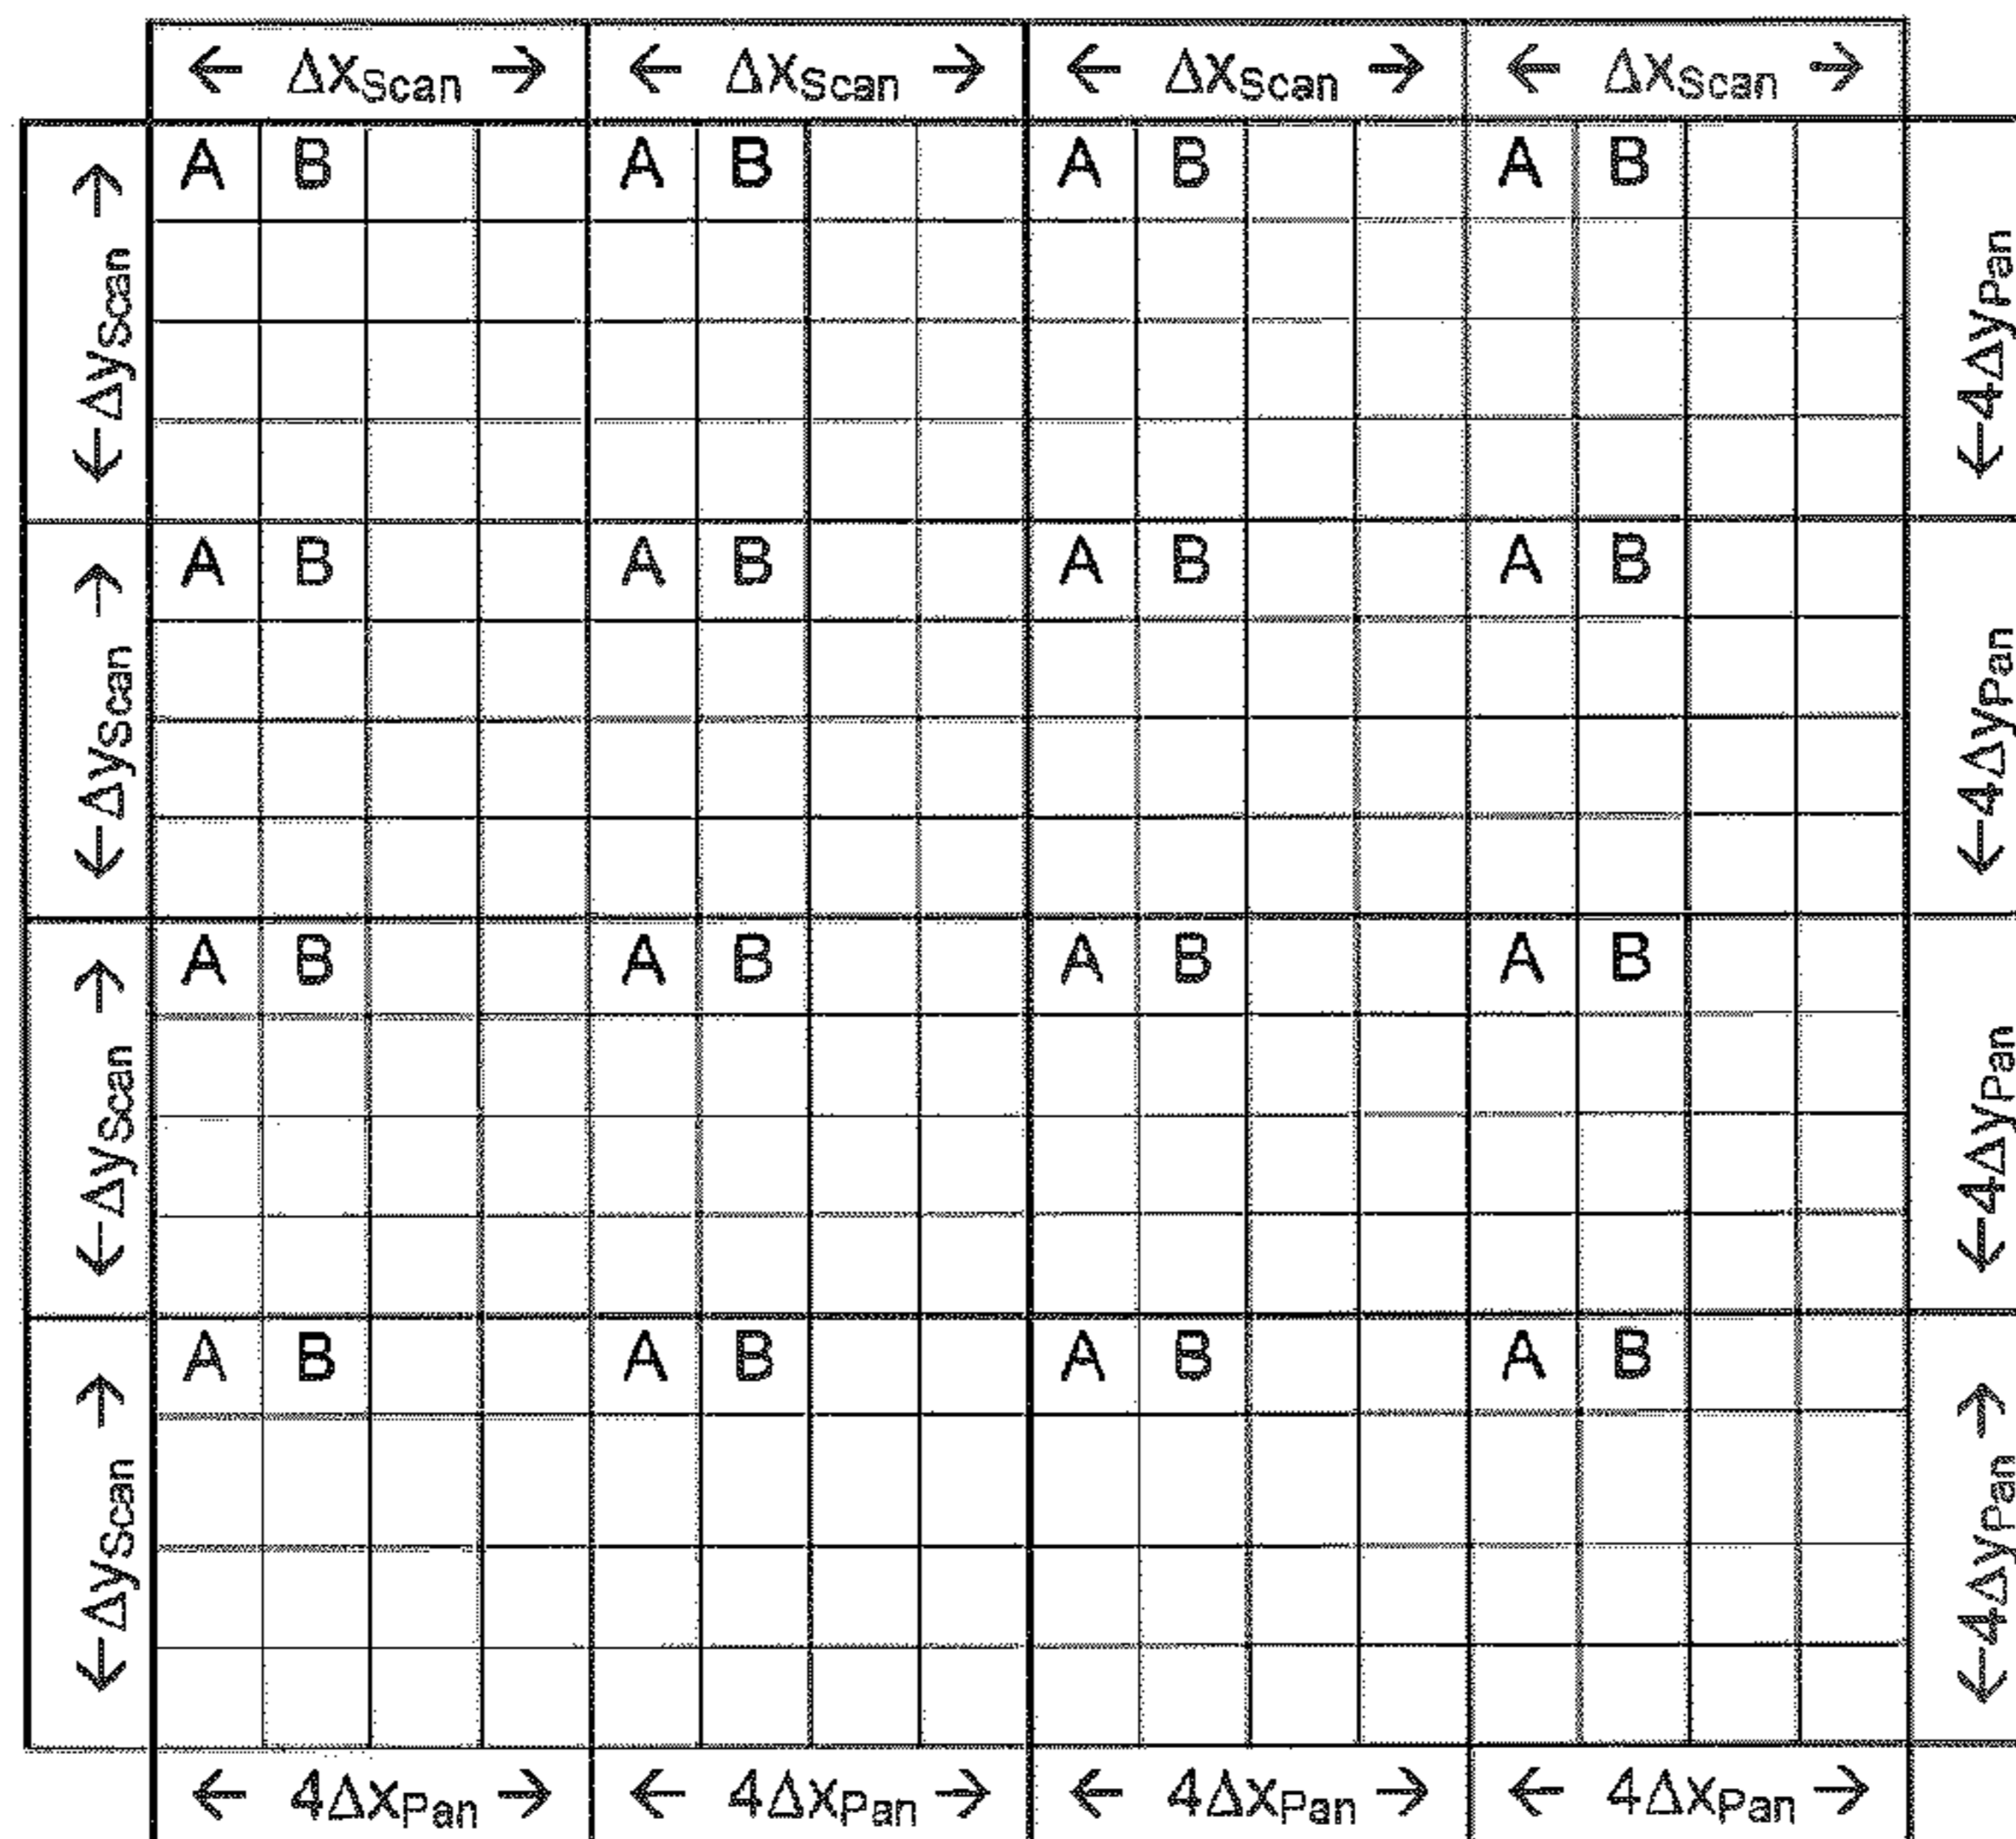 ← ΔxScan → ← ΔxScan → ← ΔxScan → ← ΔxScan →
← ΔyScan → A B A B A B A B ←4ΔyPan
← ΔyScan → A B A B A B A B ←4ΔyPan
← ΔyScan → A B A B A B A B ←4ΔyPan
← ΔyScan → A B A B A B A B ←4ΔyPan →
← 4ΔxPan → ← 4ΔxPan → ← 4ΔxPan → ← 4ΔxPan →